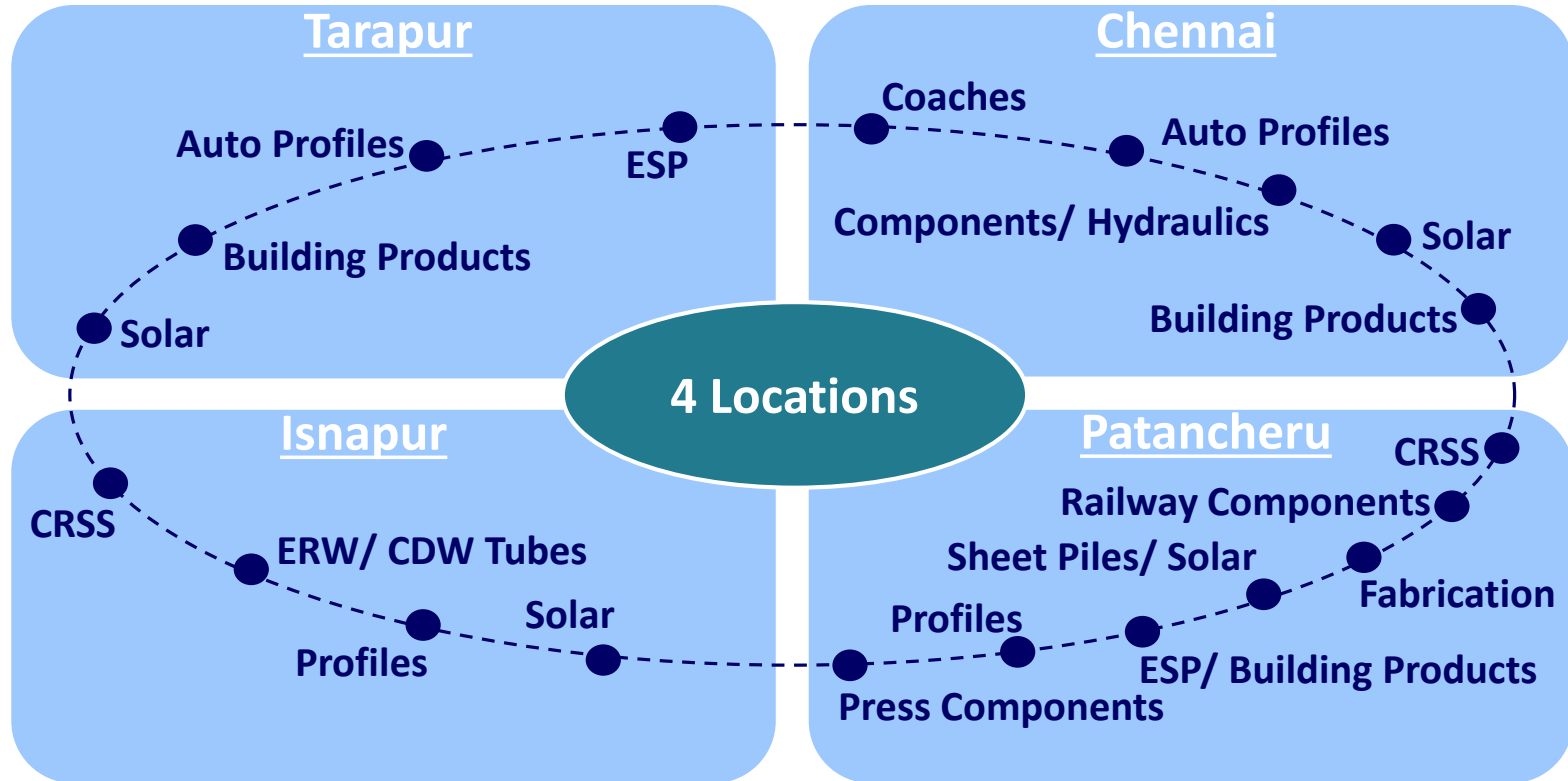 Tarapur
Auto Profiles
ESP
Building Products
Solar
Chennai
Coaches
Auto Profiles
Components/ Hydraulics
Solar
Building Products
4 Locations
Isnapur
CRSS
ERW/ CDW Tubes
Solar
Profiles
Patancheru
CRSS
Railway Components
Sheet Piles/ Solar
Fabrication
Profiles
ESP/ Building Products
Press Components